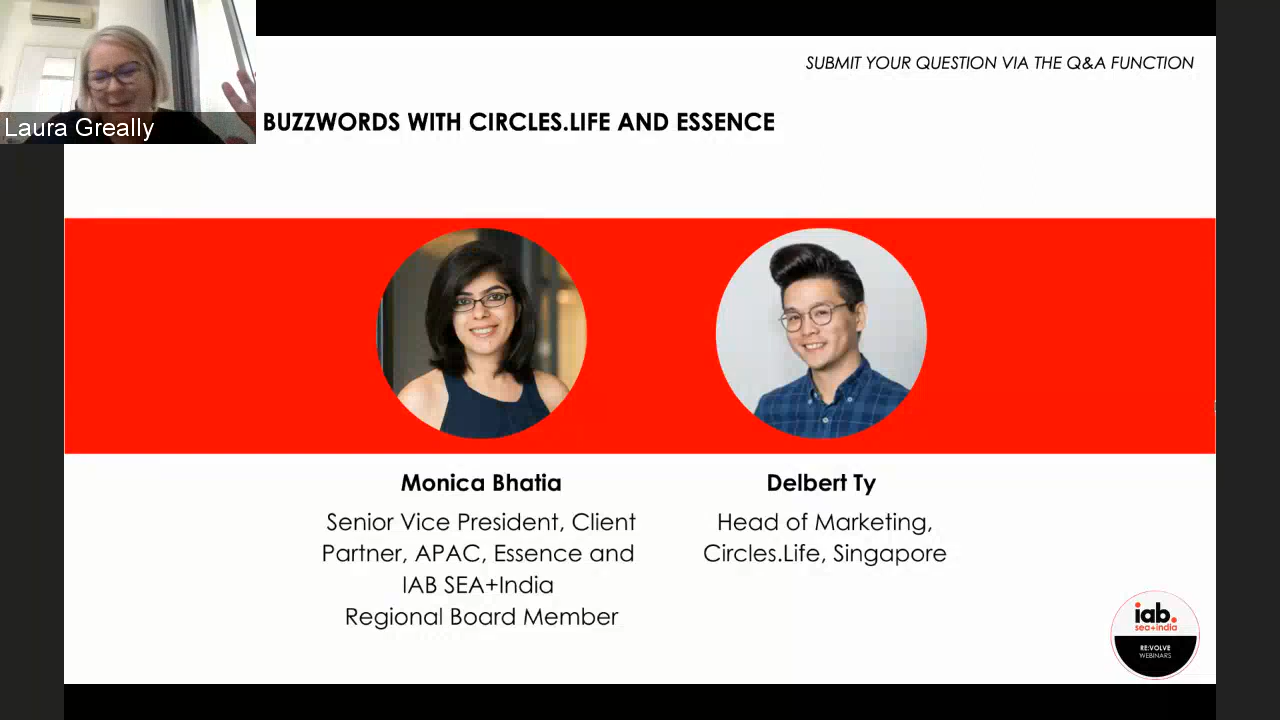 SUBMIT YOUR QUESTION VIA THE Q&A FUNCTION
Laura Greally
BUZZWORDS WITH CIRCLES.LIFE AND ESSENCE
Monica Bhatia
Senior Vice President, Client
Partner, APAC, Essence and
IAB SEA+India
Regional Board Member
Delbert Ty
Head of Marketing,
Circles.Life, Singapore
iab.
sea+india
RE:VOLVE
WEBINARS